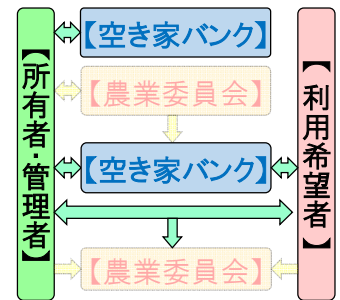 【所有者・管理者】
【空き家バンク】
【農業委員会】
【空き家バンク】
【農業委員会】
【利用希望者】